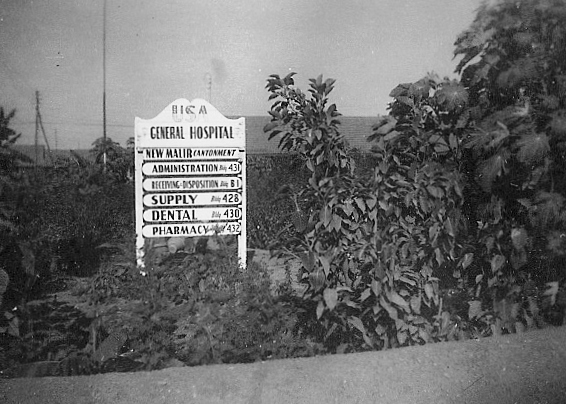 USA
GENERAL HOSPITAL
NEW MALIR CANTONMENT
ADMINISTRATION Bldg 431
RECEIVING-DISPOSITION Bldg B1
SUPPLY Bldg 428
DENTAL Bldg 430
PHARMACY Bldg 432